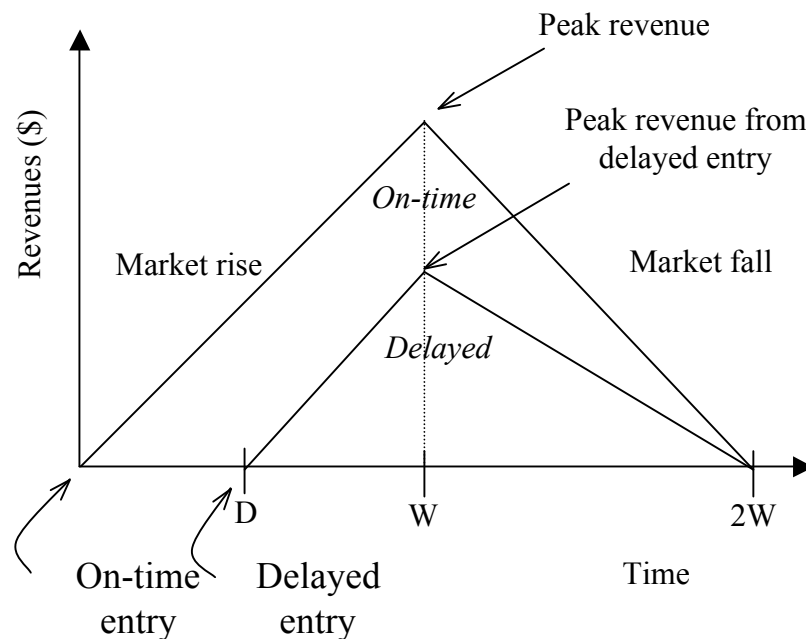 Peak revenue
Peak revenue from
delayed entry
Revenues ($)
On-time
Market rise
Market fall
Delayed
D
W
2W
On-time
entry
Delayed
entry
Time